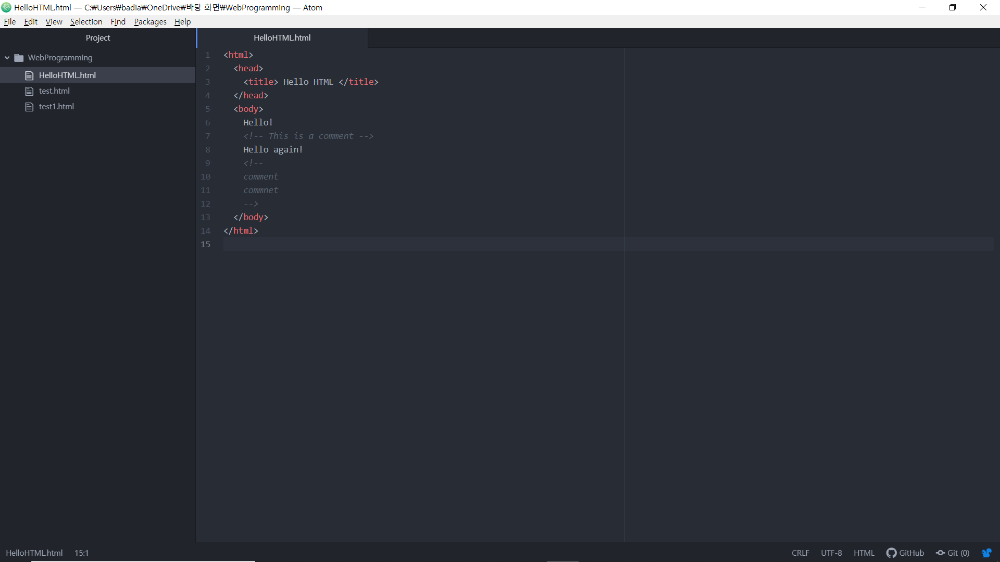 HelloHTML.html — C:₩Users₩badia₩OneDrive₩바탕 화면₩WebProgramming — Atom
File Edit View Selection Find Packages Help
Project
HelloHTML.html
WebProgramming
HelloHTML.html
test.html
test1.html
1 <html>
2 <head>
3 <title> Hello HTML </title>
4 </head>
5 <body>
6 Hello!
7 <!-- This is a comment -->
8 Hello again!
9 <!--
10 comment
11 commnet
12 -->
13 </body>
14 </html>
15
HelloHTML.html 15:1 CRLF UTF-8 HTML GitHub Git (0)